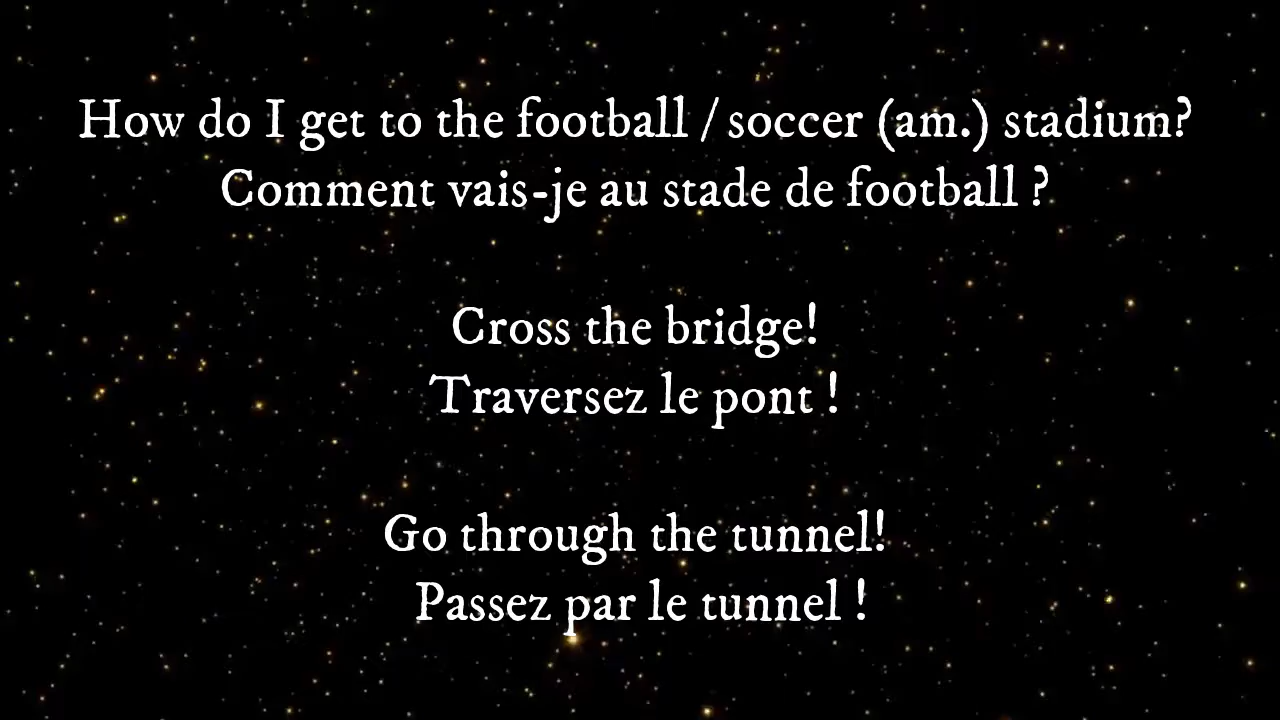 How do I get to the football / soccer (am.) stadium?
Comment vais-je au stade de football ?
Cross the bridge!
Traversez le pont !
Go through the tunnel!
Passez par le tunnel !